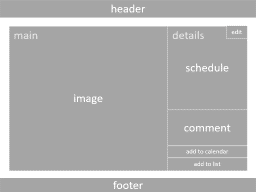 header
main
details
edit
schedule
image
comment
add to calendar
add to list
footer